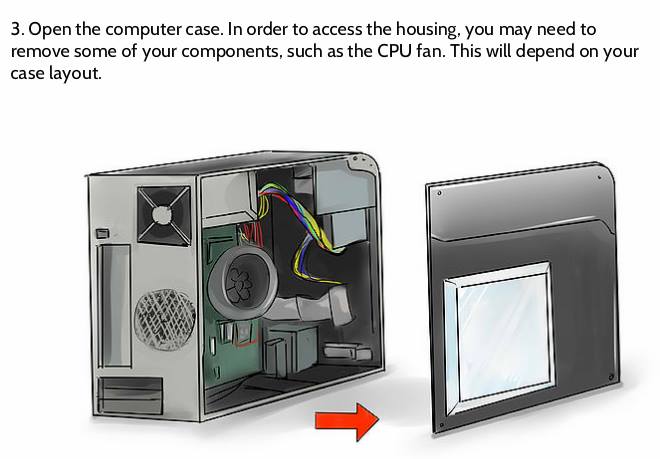 3. Open the computer case. In order to access the housing, you may need to
remove some of your components, such as the CPU fan. This will depend on your
case layout.